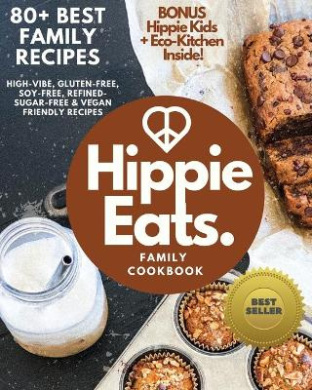 80+ BEST
FAMILY
RECIPES
HIGH-VIBE, GLUTEN-FREE,
SOY-FREE, REFINED-
SUGAR-FREE & VEGAN
FRIENDLY RECIPES
BONUS
Hippie Kids
+ Eco-Kitchen
Inside!
Hippie
Eats.
FAMILY
COOKBOOK
BEST
SELLER